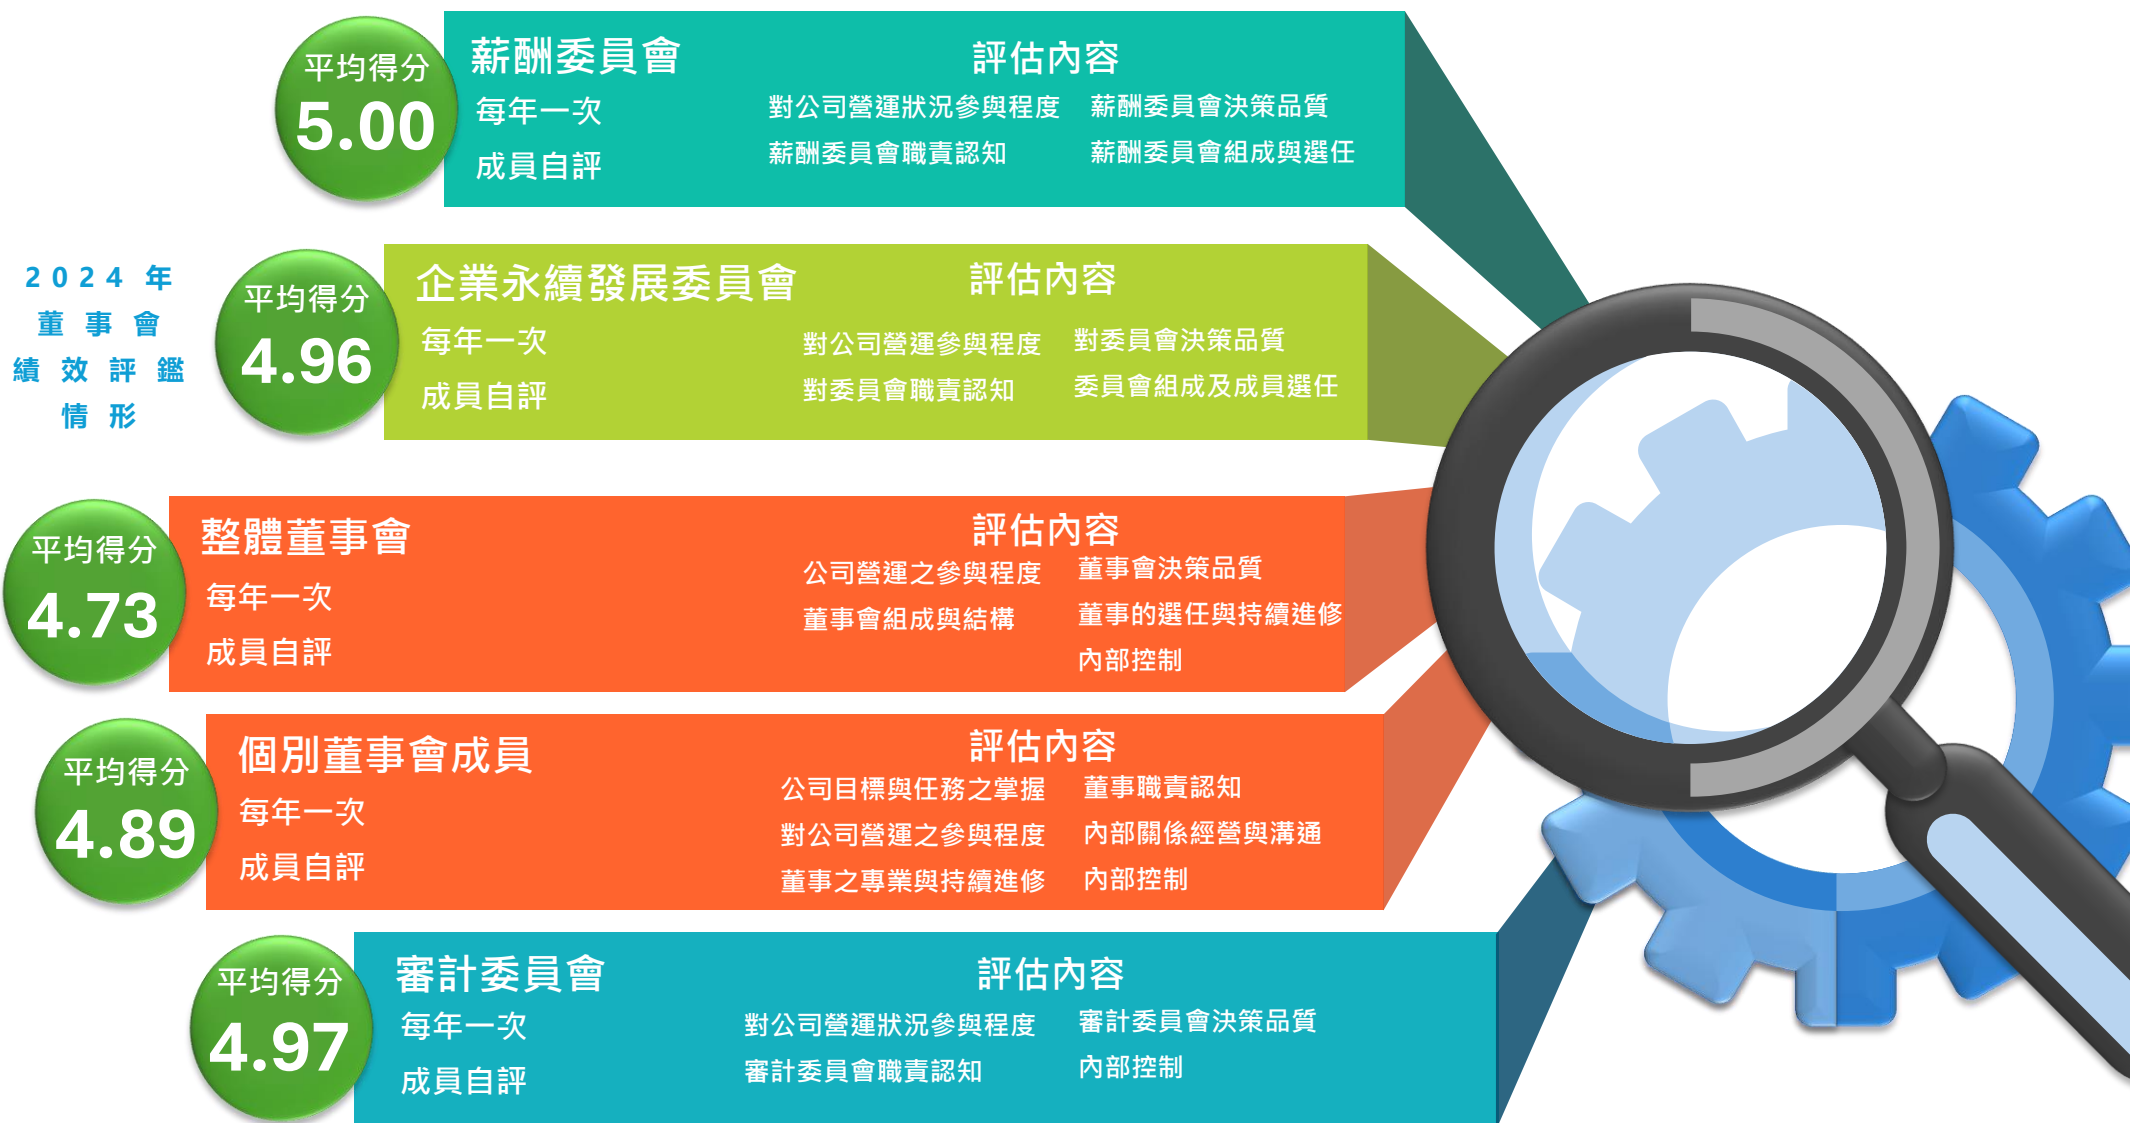 2024 年
董事會
績效評鑑
情形
平均得分
5.00
薪酬委員會
每年一次
成員自評
評估內容
對公司營運狀況參與程度
薪酬委員會職責認知
薪酬委員會決策品質
薪酬委員會組成與選任
平均得分
4.96
企業永續發展委員會
每年一次
成員自評
評估內容
對公司營運參與程度
對委員會職責認知
對委員會決策品質
委員會組成及成員選任
平均得分
4.73
整體董事會
每年一次
成員自評
評估內容
公司營運之參與程度
董事會組成與結構
董事會決策品質
董事的選任與持續進修
內部控制
平均得分
4.89
個別董事會成員
每年一次
成員自評
評估內容
公司目標與任務之掌握
對公司營運之參與程度
董事之專業與持續進修
董事職責認知
內部關係經營與溝通
內部控制
平均得分
4.97
審計委員會
每年一次
成員自評
評估內容
對公司營運狀況參與程度
審計委員會職責認知
審計委員會決策品質
內部控制